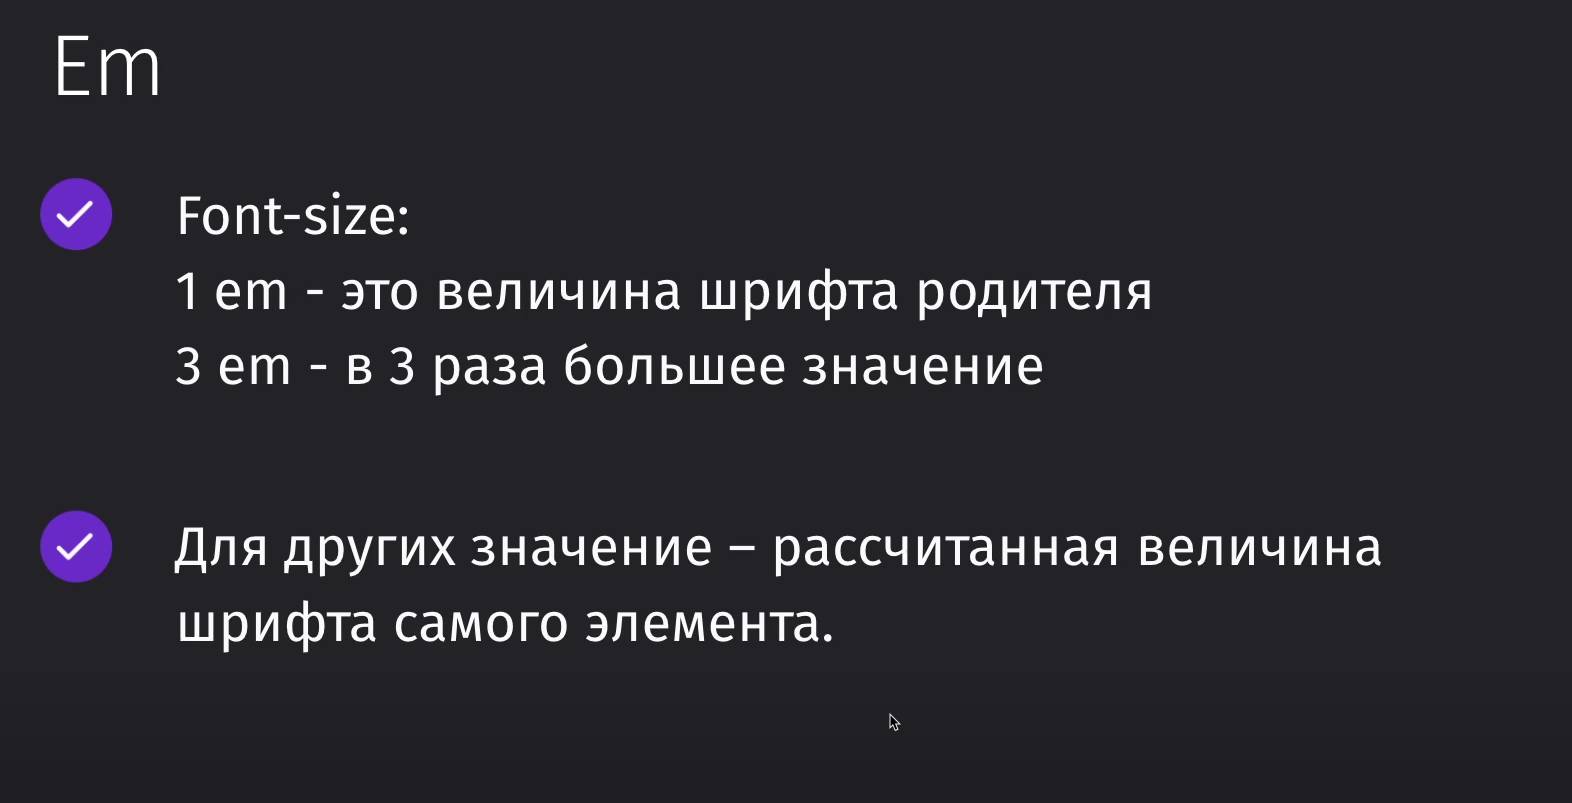 Em
Font-size:
1 em - это величина шрифта родителя
3 em - в 3 раза большее значение
Для других значение – рассчитанная величина
шрифта самого элемента.